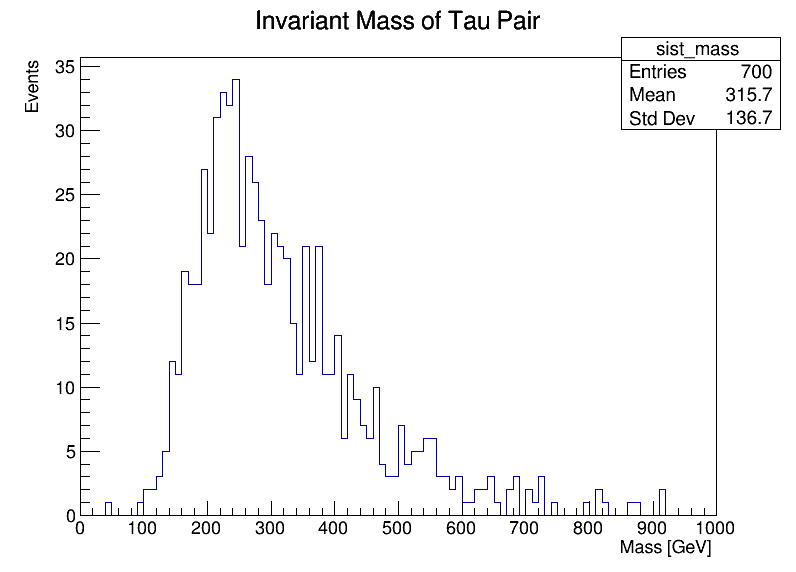 Invariant Mass of Tau Pair
sist_mass
Entries 700
Mean 315.7
Std Dev 136.7
Events
35
30
25
20
15
10
5
0
0 100 200 300 400 500 600 700 800 900 1000
Mass [GeV]